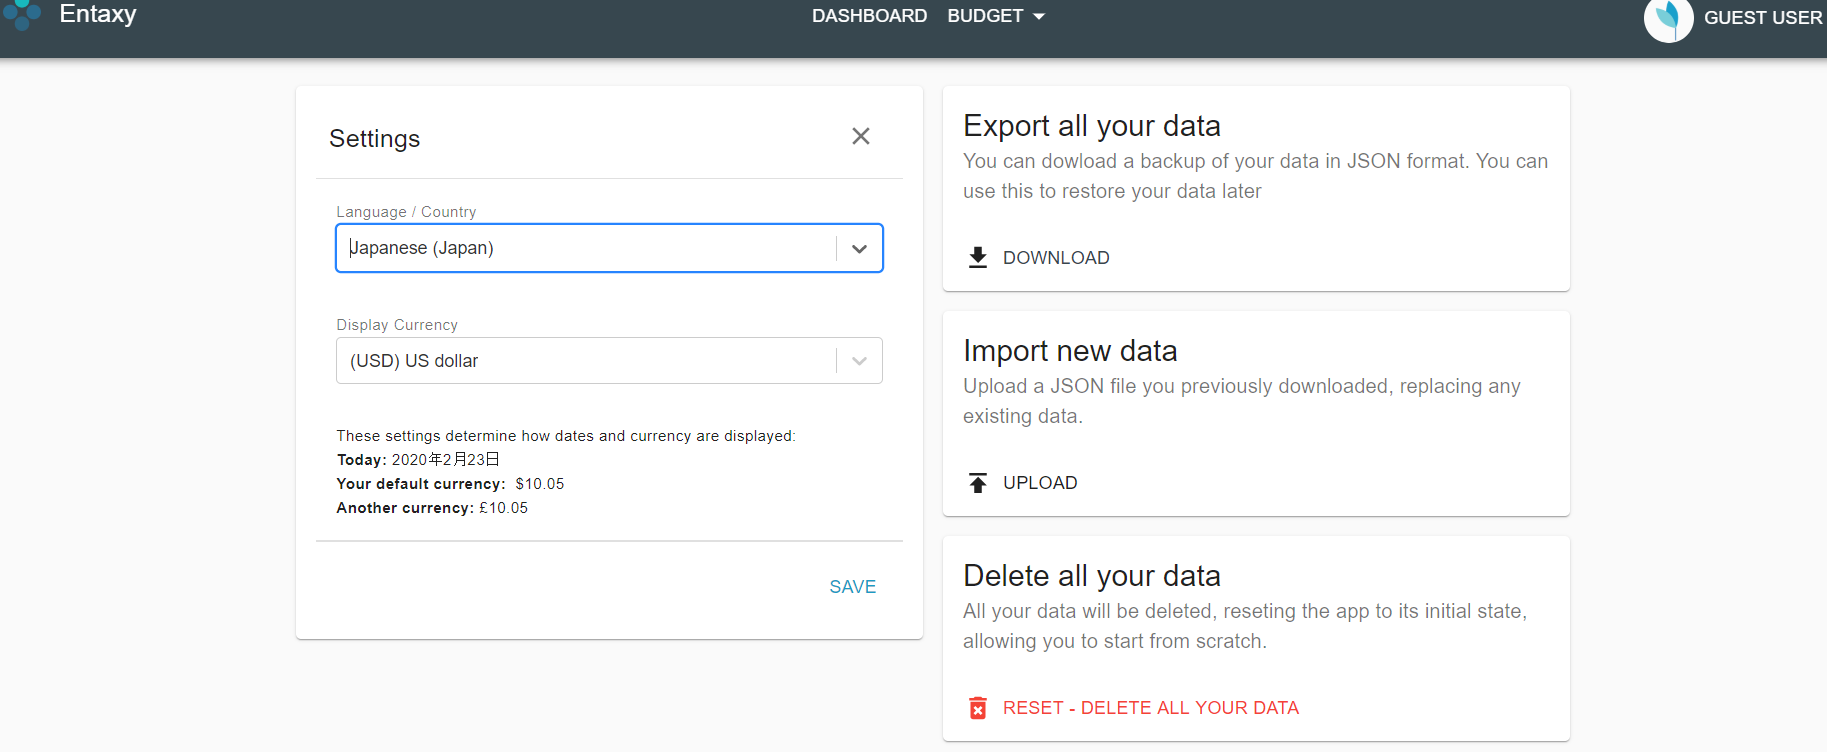 Entaxy
DASHBOARD
BUDGET
GUEST USER
Settings
Language / Country
Japanese (Japan)
Display Currency
(USD) US dollar
These settings determine how dates and currency are displayed:
Today: 2020年2月23日
Your default currency: $10.05
Another currency: £10.05
SAVE
Export all your data
You can dowload a backup of your data in JSON format. You can
use this to restore your data later
DOWNLOAD
Import new data
Upload a JSON file you previously downloaded, replacing any
existing data.
UPLOAD
Delete all your data
All your data will be deleted, reseting the app to its initial state,
allowing you to start from scratch.
RESET - DELETE ALL YOUR DATA